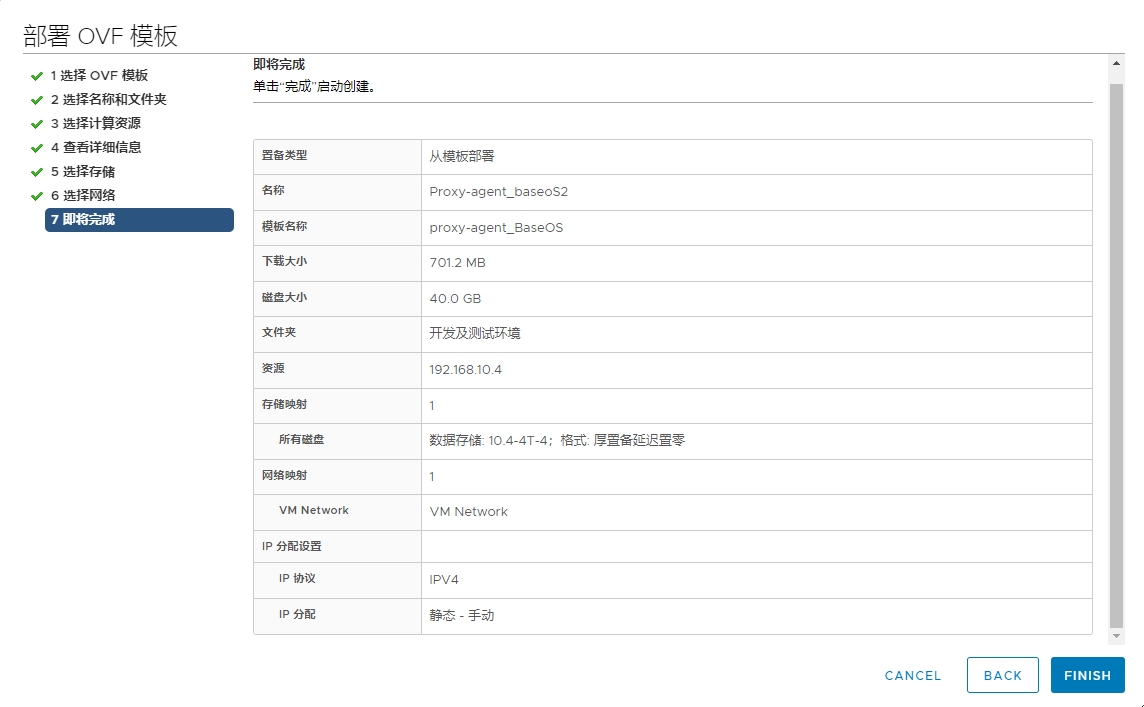 部署 OVF 模板
1 选择 OVF 模板
2 选择名称和文件夹
3 选择计算资源
4 查看详细信息
5 选择存储
6 选择网络
7 即将完成
即将完成
单击“完成”启动创建。
置备类型 从模板部署
名称 Proxy-agent_baseoS2
模板名称 proxy-agent_BaseOS
下载大小 701.2 MB
磁盘大小 40.0 GB
文件夹 开发及测试环境
资源 192.168.10.4
存储映射 1
所有磁盘 数据存储: 10.4-4T-4；格式: 厚置备延迟置零
网络映射 1
VM Network VM Network
IP 分配设置
IP 协议 IPV4
IP 分配 静态 - 手动
CANCEL BACK FINISH